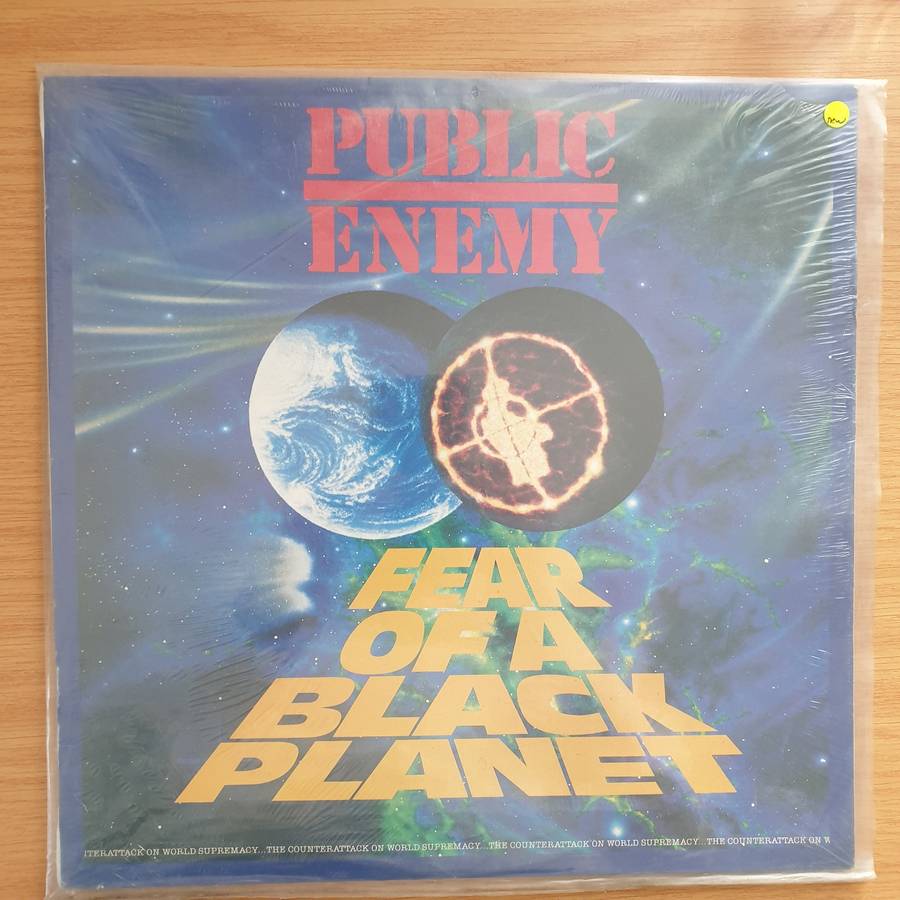 PUBLIC
ENEMY
new
FEAR
OF A
BLACK
PLANET
ITERATTACK ON WORLD SUPREMACY...THE COUNTERATTACK ON WORLD SUPREMACY...THE COUNTERATTACK ON WORLD SUPREMACY...THE COUNTERATTACK ON W